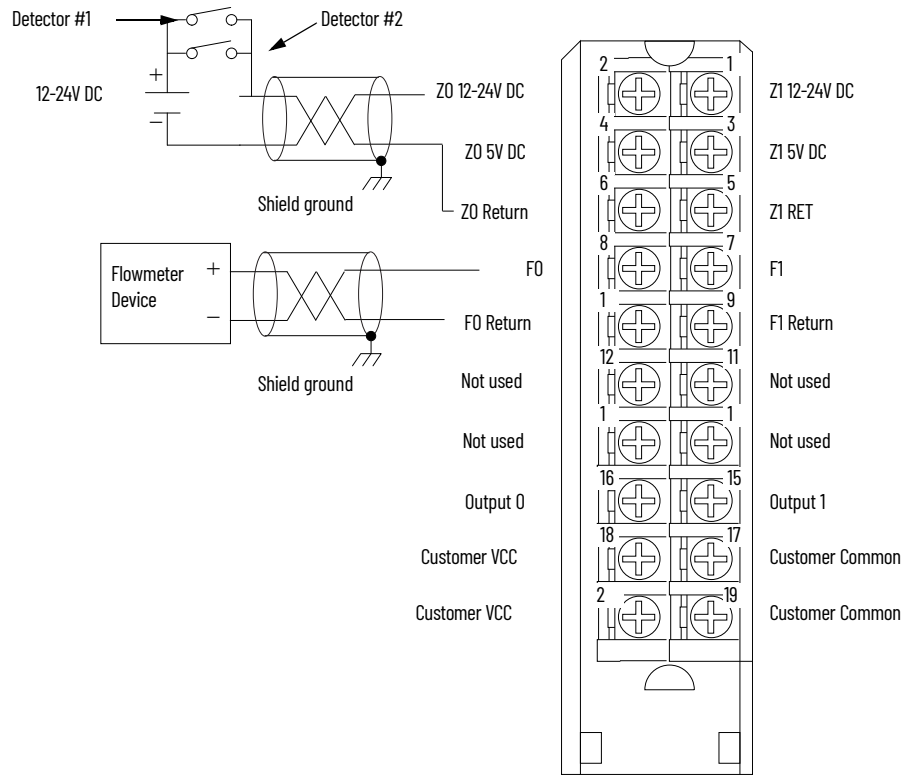 Detector #1
Detector #2
+
12-24V DC
−
Z0 12-24V DC
Z0 5V DC
Shield ground
Z0 Return
Flowmeter
Device
+
−
F0
F0 Return
Shield ground
Not used
Not used
Output 0
Customer VCC
Customer VCC
2 1
4 3
6 5
8 7
1 9
12 11
1 1
16 15
18 17
2 19
Z1 12-24V DC
Z1 5V DC
Z1 RET
F1
F1 Return
Not used
Not used
Output 1
Customer Common
Customer Common